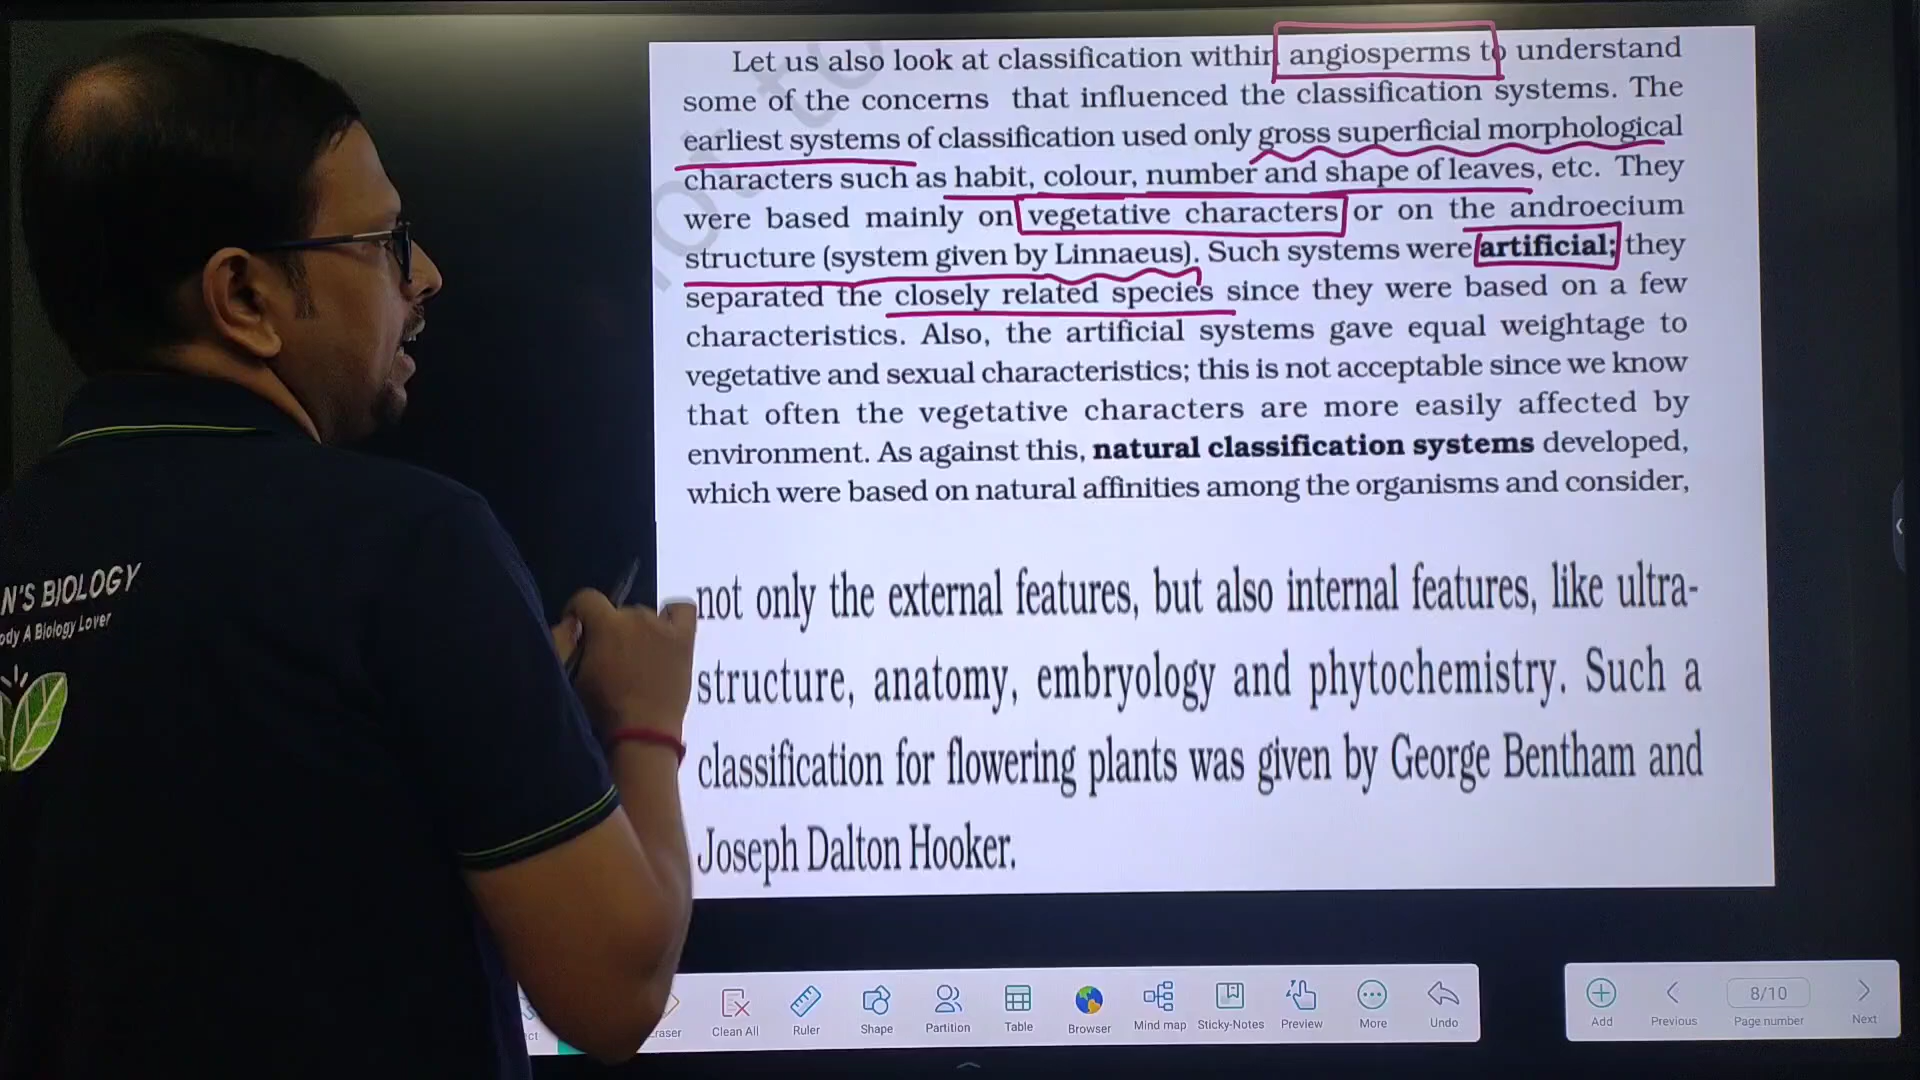 Let us also look at classification within angiosperms to understand
some of the concerns that influenced the classification systems. The
earliest systems of classification used only gross superficial morphological
characters such as habit, colour, number and shape of leaves, etc. They
were based mainly on vegetative characters or on the androecium
structure (system given by Linnaeus). Such systems were artificial; they
separated the closely related species since they were based on a few
characteristics. Also, the artificial systems gave equal weightage to
vegetative and sexual characteristics; this is not acceptable since we know
that often the vegetative characters are more easily affected by
environment. As against this, natural classification systems developed,
which were based on natural affinities among the organisms and consider,
not only the external features, but also internal features, like ultra-
structure, anatomy, embryology and phytochemistry. Such a
classification for flowering plants was given by George Bentham and
Joseph Dalton Hooker.
not to
N'S BIOLOGY
ody A Biology Lover
ct
raser
Clean All
Ruler
Shape
Partition
Table
Browser
Mind map
Sticky-Notes
Preview
More
Undo
Add
Previous
8/10
Page number
Next